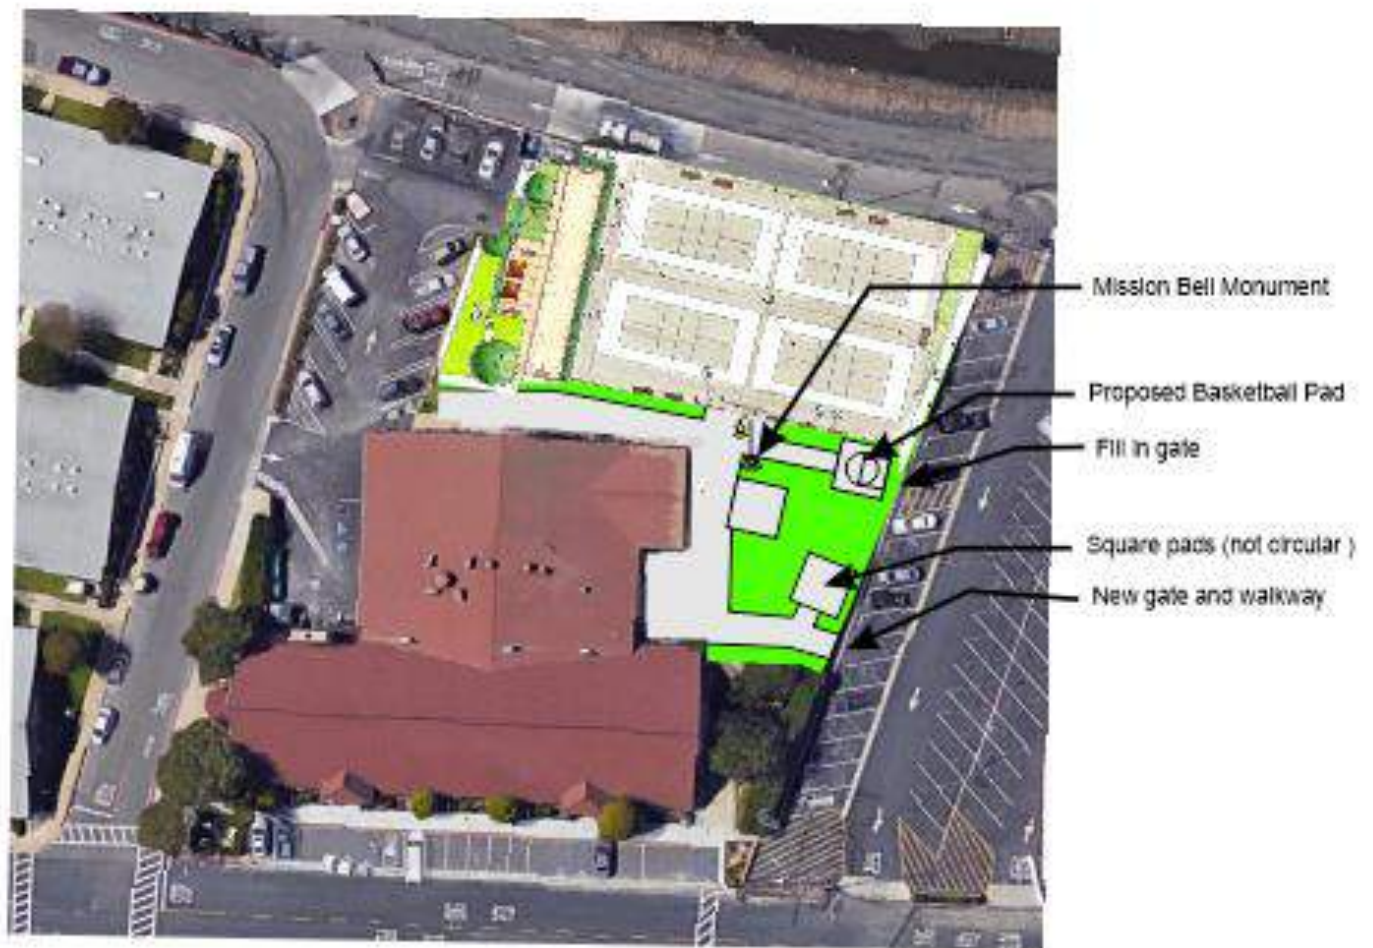 Mission Bell Monument
Proposed Basketball Pad
Fill in gate
Square pads (not circular )
New gate and walkway